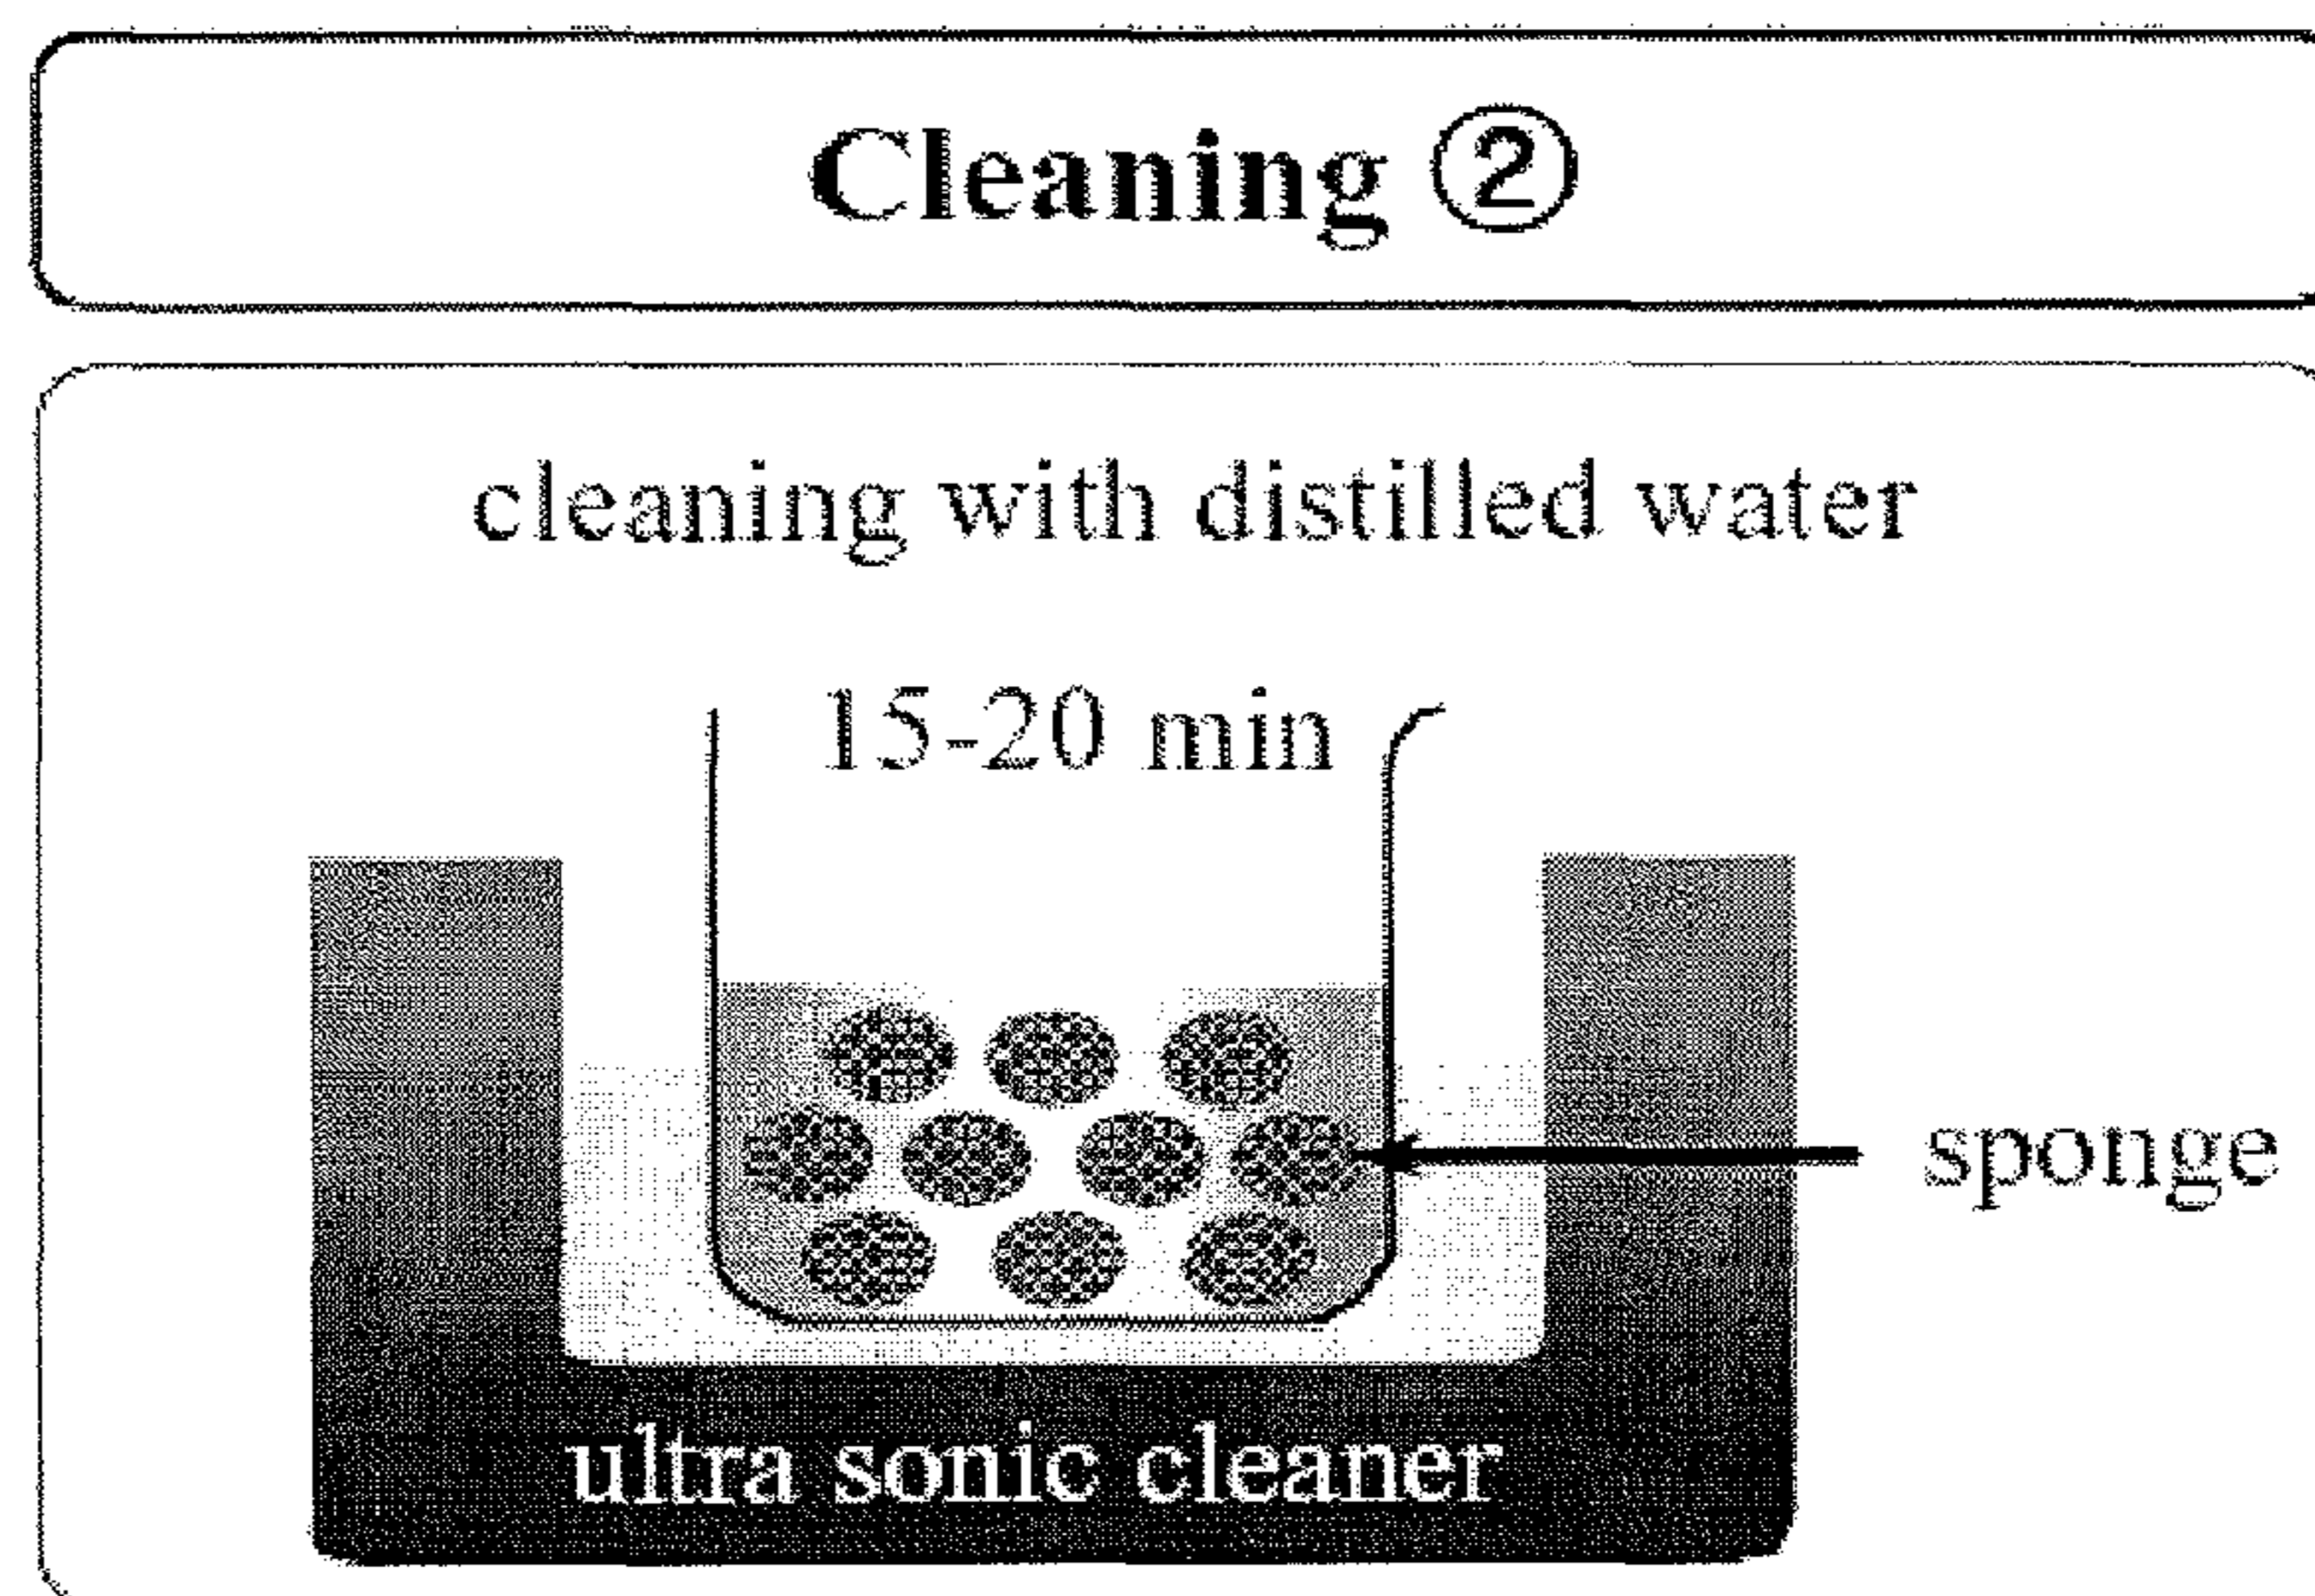 Cleaning ②
cleaning with distilled water
15-20 min
sponge
ultra sonic cleaner